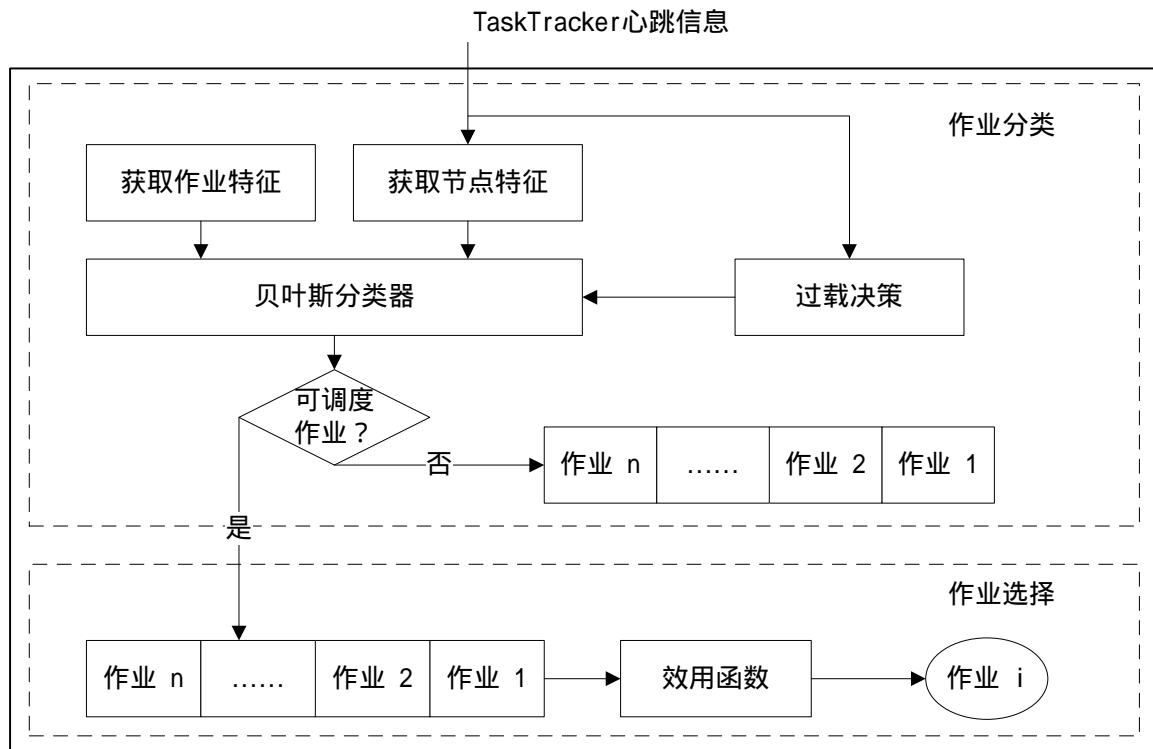 TaskTracker心跳信息
作业分类
获取作业特征
获取节点特征
贝叶斯分类器
过载决策
可调度
作业？
否
作业 n
……
作业 2
作业 1
是
作业选择
作业 n
……
作业 2
作业 1
效用函数
作业 i